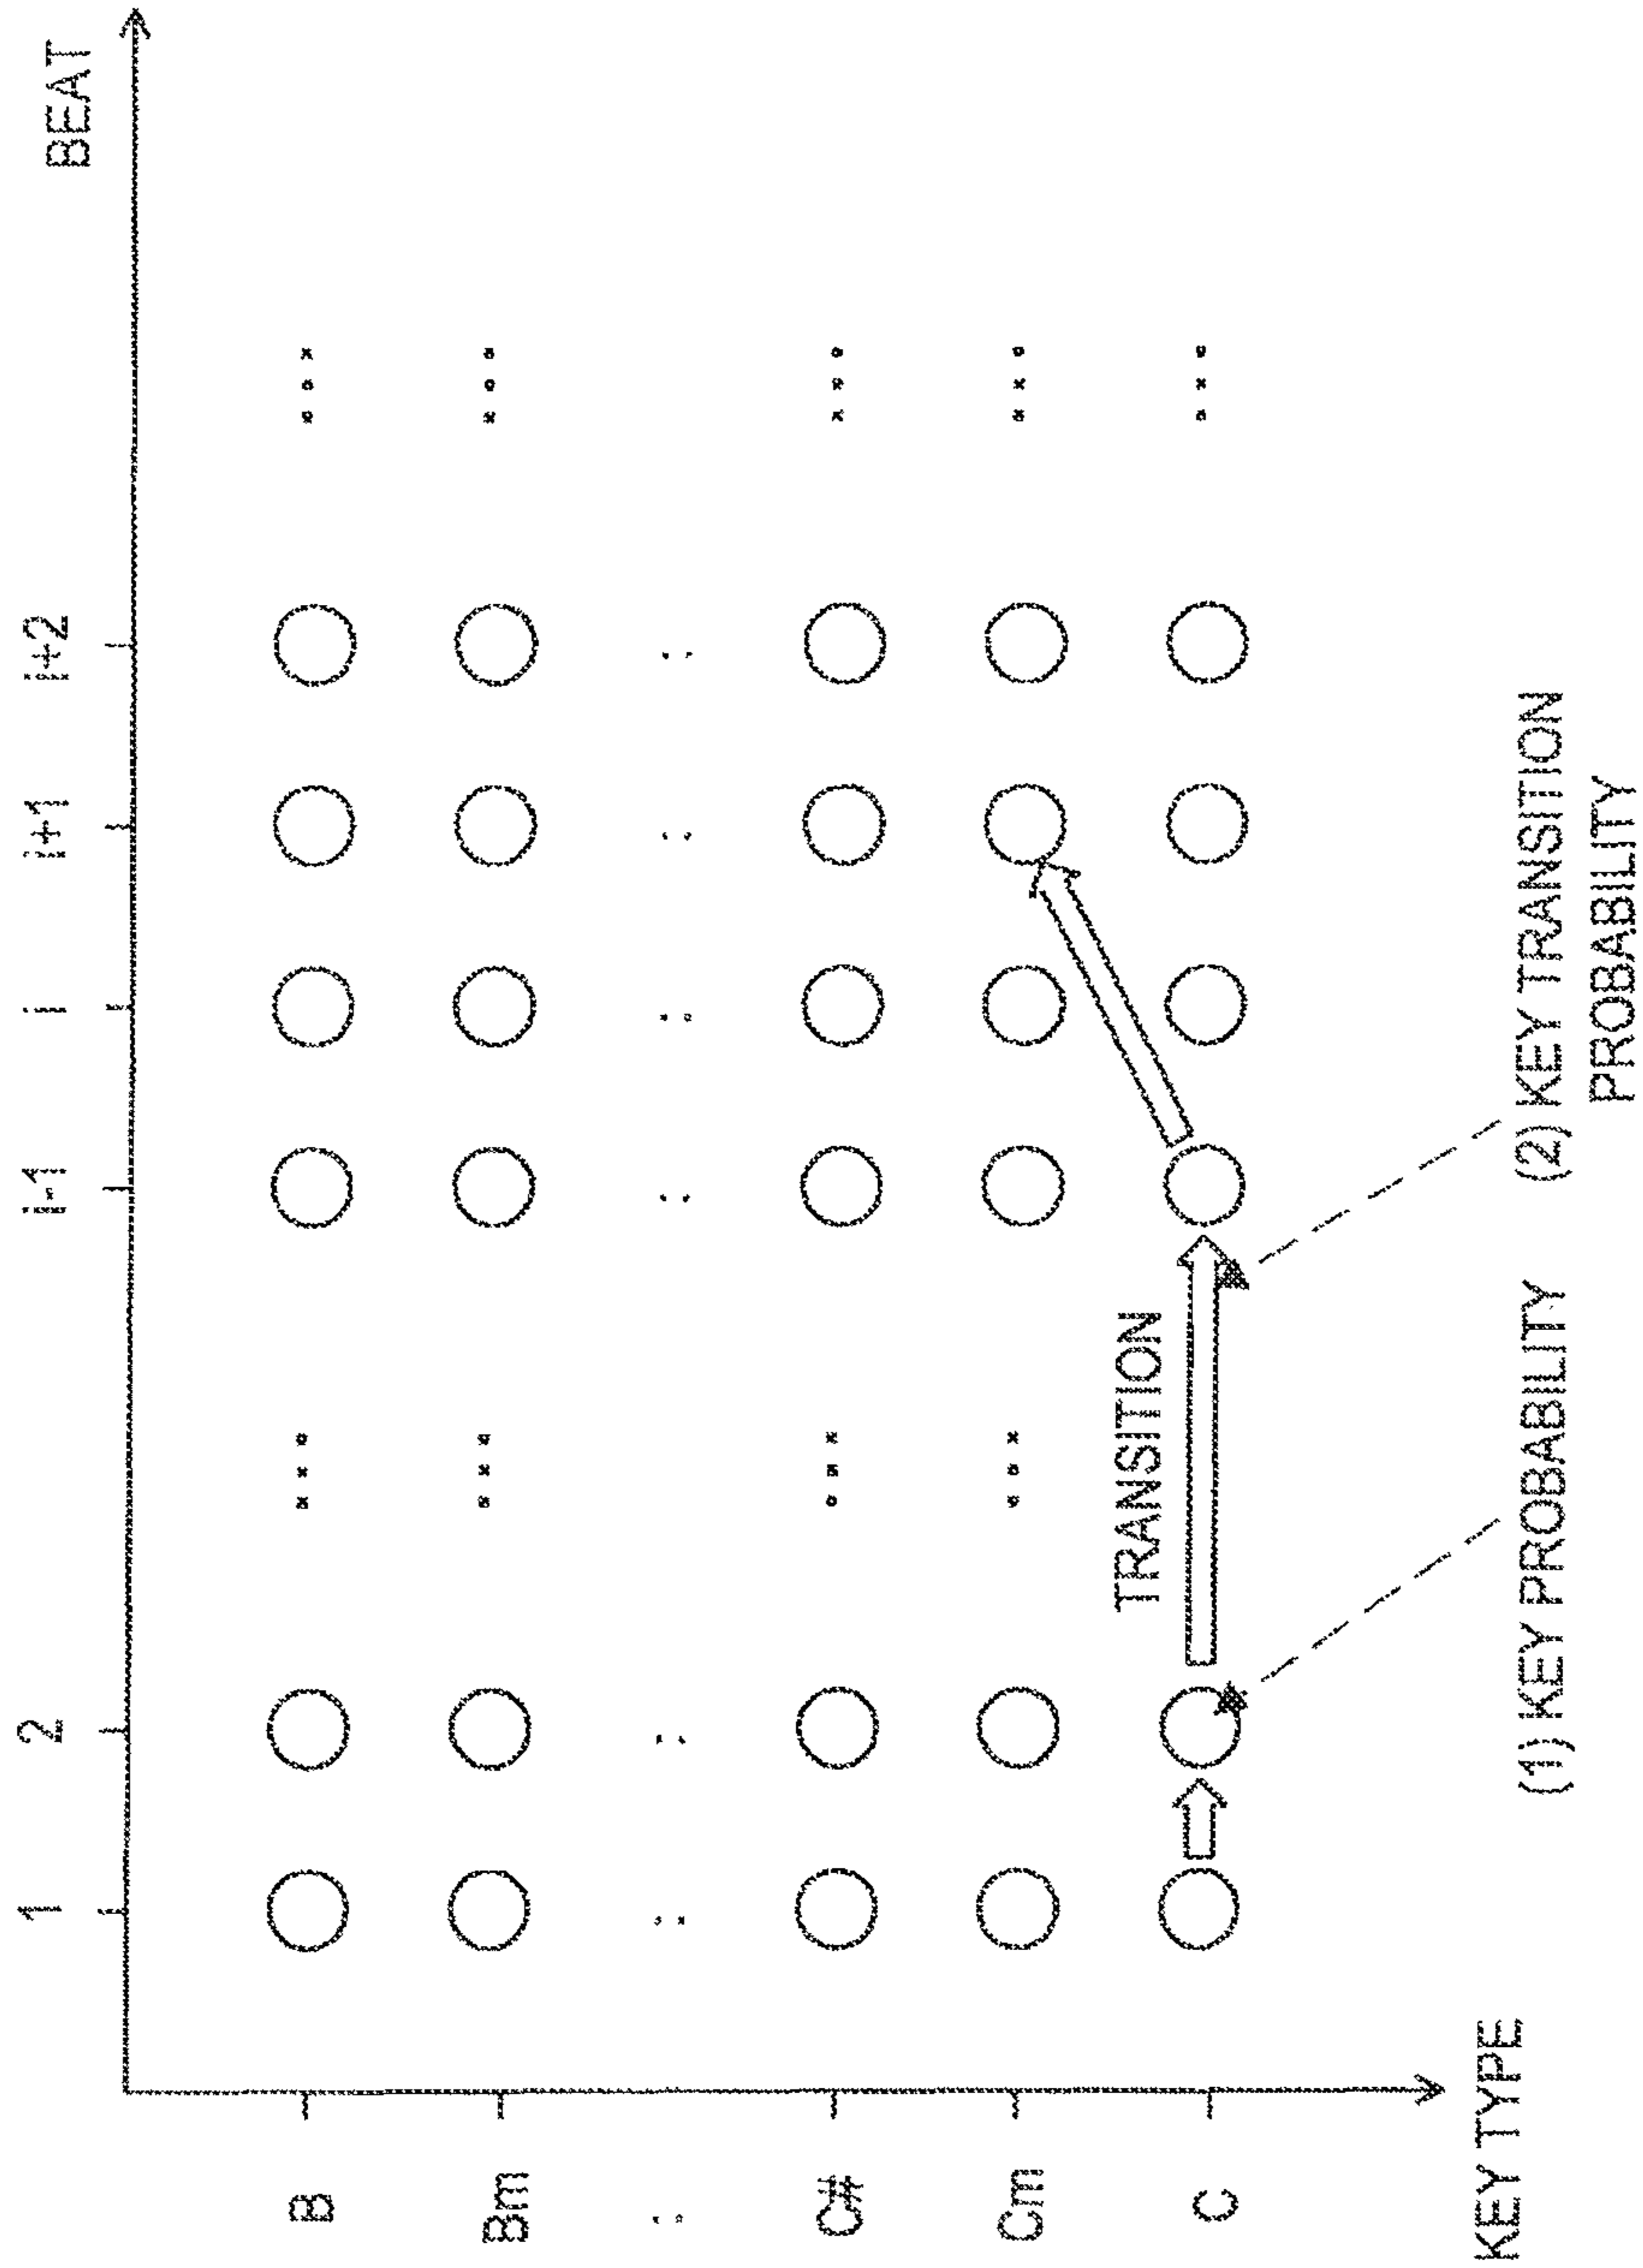 1 2 i-1 i i+1 i+2
BEAT
B
Bm
C#
Cm
TRANSITION
C
KEY TYPE
(1) KEY PROBABILITY
(2) KEY TRANSITION
PROBABILITY